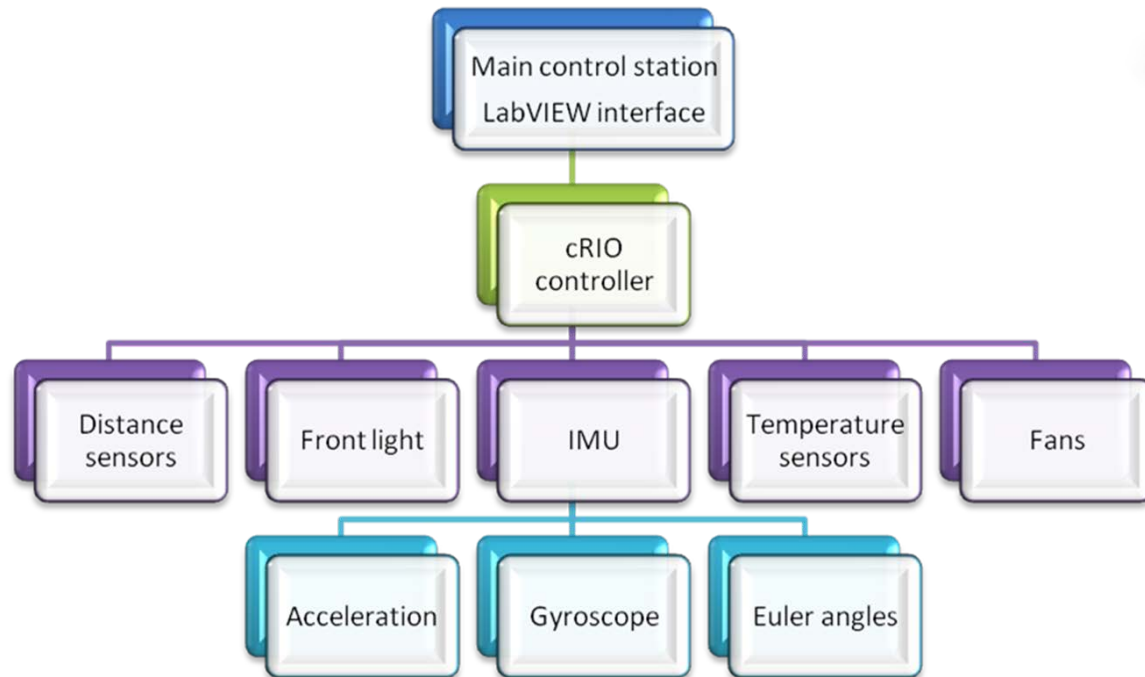 Main control station
LabVIEW interface
cRIO
controller
Distance
sensors
Front light
IMU
Temperature
sensors
Fans
Acceleration
Gyroscope
Euler angles